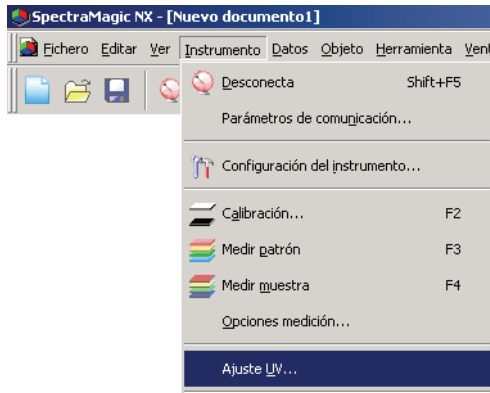 SpectraMagic NX - [Nuevo documento1]
Fichero Editar Ver Instrumento Datos Objeto Herramienta
Desconecta Shift+F5
Parámetros de comunicación...
Configuración del instrumento...
Calibración... F2
Medir patrón F3
Medir muestra F4
Opciones medición...
Ajuste UV...